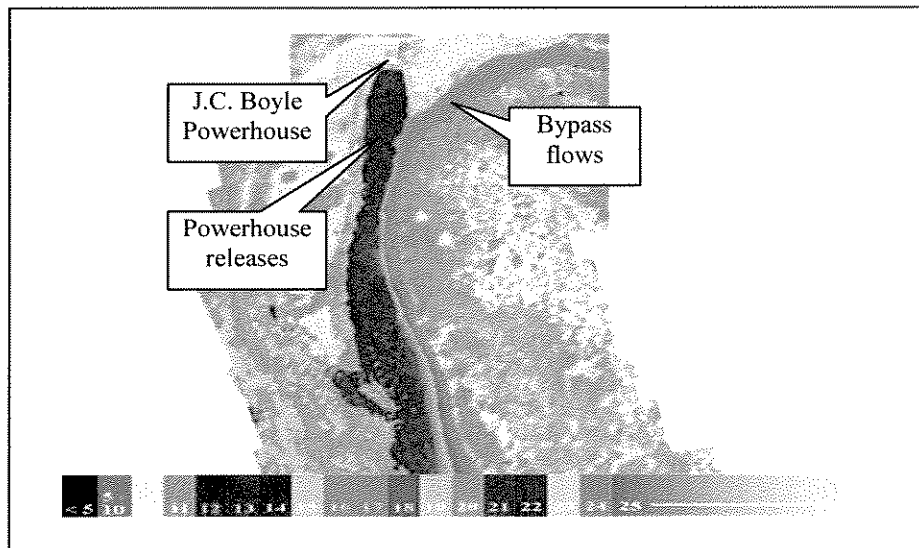 J.C. Boyle
Powerhouse
Bypass
flows
Powerhouse
releases
< 5 10 11 12 13 14 18 20 21 22 24 25